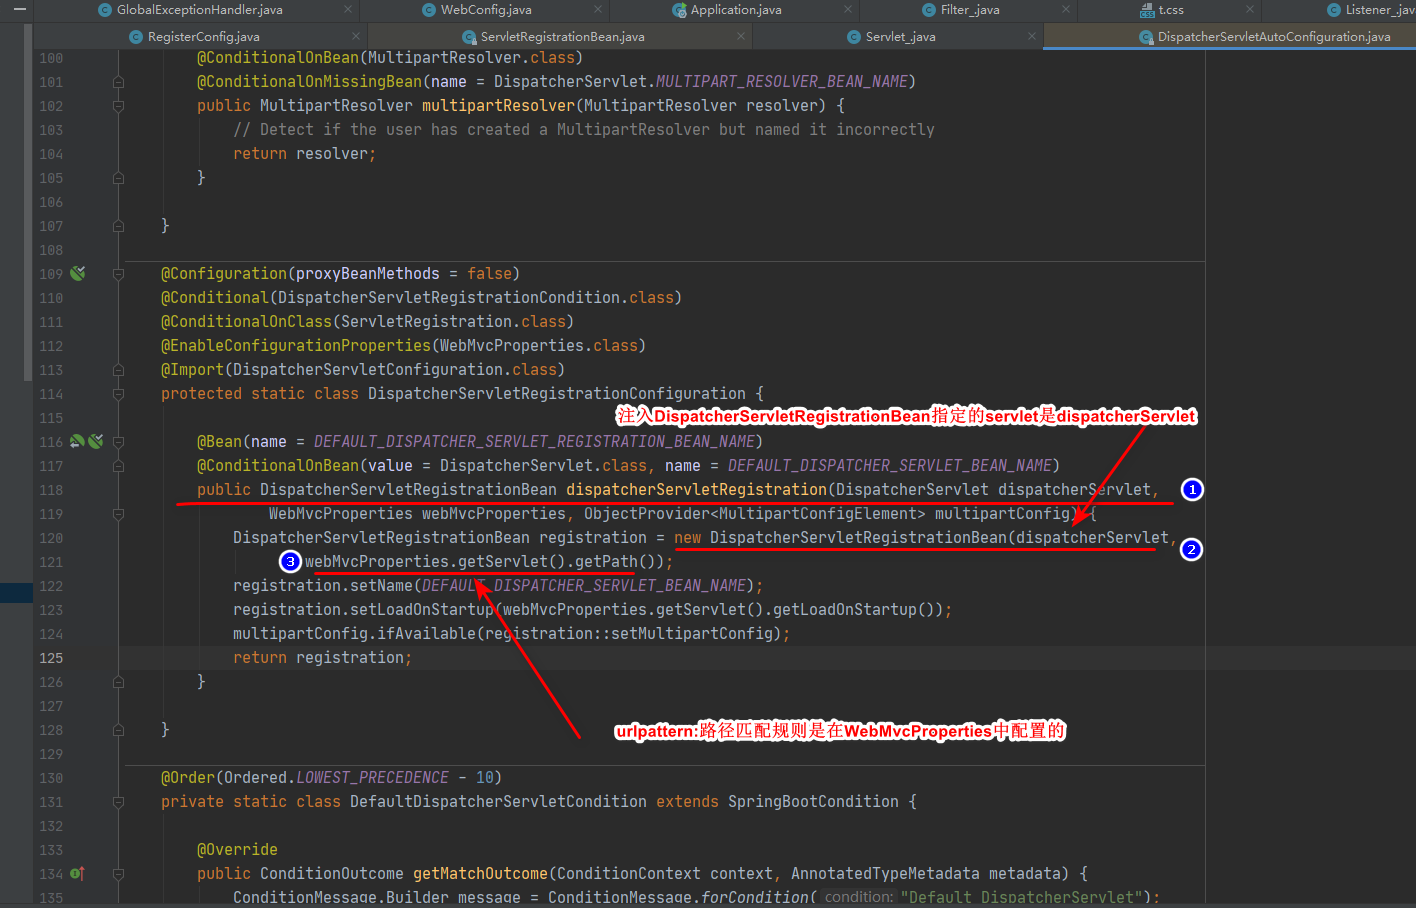 GlobalExceptionHandler.java
WebConfig.java
Application.java
Filter_.java
t.css
Listener_.jav
RegisterConfig.java
ServletRegistrationBean.java
Servlet_.java
DispatcherServletAutoConfiguration.java
100 @ConditionalOnBean(MultipartResolver.class)
101 @ConditionalOnMissingBean(name = DispatcherServlet.MULTIPART_RESOLVER_BEAN_NAME)
102 public MultipartResolver multipartResolver(MultipartResolver resolver) {
103 // Detect if the user has created a MultipartResolver but named it incorrectly
104 return resolver;
105 }
106
107 }
108
109 @Configuration(proxyBeanMethods = false)
110 @Conditional(DispatcherServletRegistrationCondition.class)
111 @ConditionalOnClass(ServletRegistration.class)
112 @EnableConfigurationProperties(WebMvcProperties.class)
113 @Import(DispatcherServletConfiguration.class)
114 protected static class DispatcherServletRegistrationConfiguration {
注入DispatcherServletRegistrationBean指定的servlet是dispatcherServlet
115
116 @Bean(name = DEFAULT_DISPATCHER_SERVLET_REGISTRATION_BEAN_NAME)
117 @ConditionalOnBean(value = DispatcherServlet.class, name = DEFAULT_DISPATCHER_SERVLET_BEAN_NAME)
118 public DispatcherServletRegistrationBean dispatcherServletRegistration(DispatcherServlet dispatcherServlet, 1
119 WebMvcProperties webMvcProperties, ObjectProvider<MultipartConfigElement> multipartConfig) {
120 DispatcherServletRegistrationBean registration = new DispatcherServletRegistrationBean(dispatcherServlet, 2
121 3 webMvcProperties.getServlet().getPath());
122 registration.setName(DEFAULT_DISPATCHER_SERVLET_BEAN_NAME);
123 registration.setLoadOnStartup(webMvcProperties.getServlet().getLoadOnStartup());
124 multipartConfig.ifAvailable(registration::setMultipartConfig);
125 return registration;
126 }
127
128 }
urlpattern:路径匹配规则是在WebMvcProperties中配置的
129
130 @Order(Ordered.LOWEST_PRECEDENCE - 10)
131 private static class DefaultDispatcherServletCondition extends SpringBootCondition {
132
133 @Override
134 public ConditionOutcome getMatchOutcome(ConditionContext context, AnnotatedTypeMetadata metadata) {
135 ConditionMessage.Builder message = ConditionMessage.forCondition( condition: "Default DispatcherServlet");